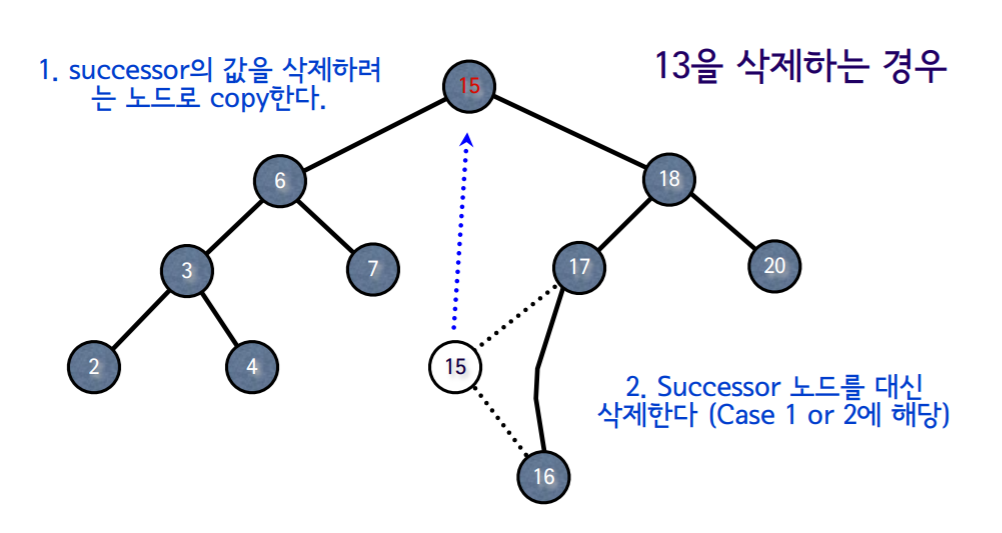 13을 삭제하는 경우
1. successor의 값을 삭제하려
는 노드로 copy한다.
15
6
18
3
7
17
20
2
4
15
2. Successor 노드를 대신
삭제한다 (Case 1 or 2에 해당)
16